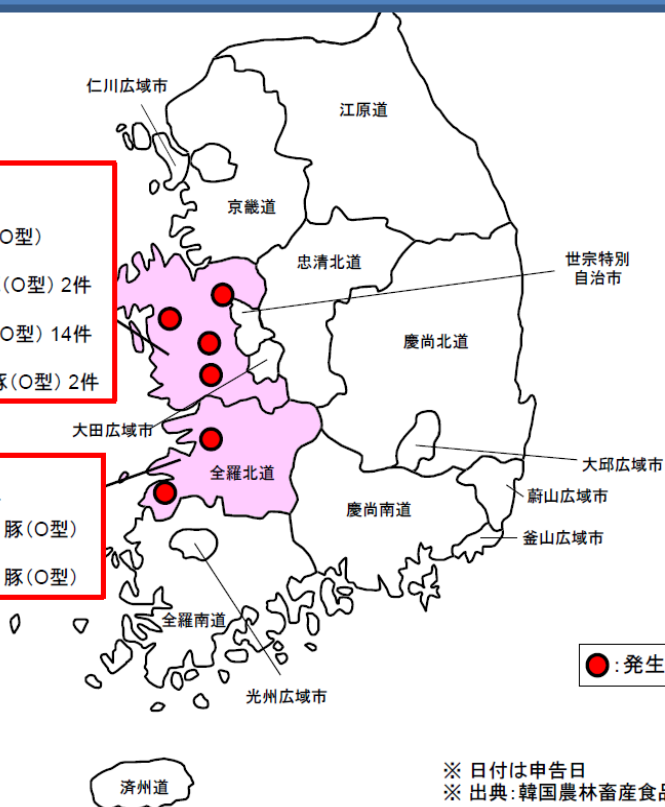 仁川広域市
江原道
京畿道
O型)
(O型) 2件
O型) 14件
豚(O型) 2件
忠清北道
世宗特別
自治市
慶尚北道
大田広域市
大邱広域市
全羅北道
蔚山広域市
慶尚南道
釜山広域市
豚(O型)
豚(O型)
全羅南道
光州広域市
:発生
済州道
※ 日付は申告日
※ 出典:韓国農林畜産食品